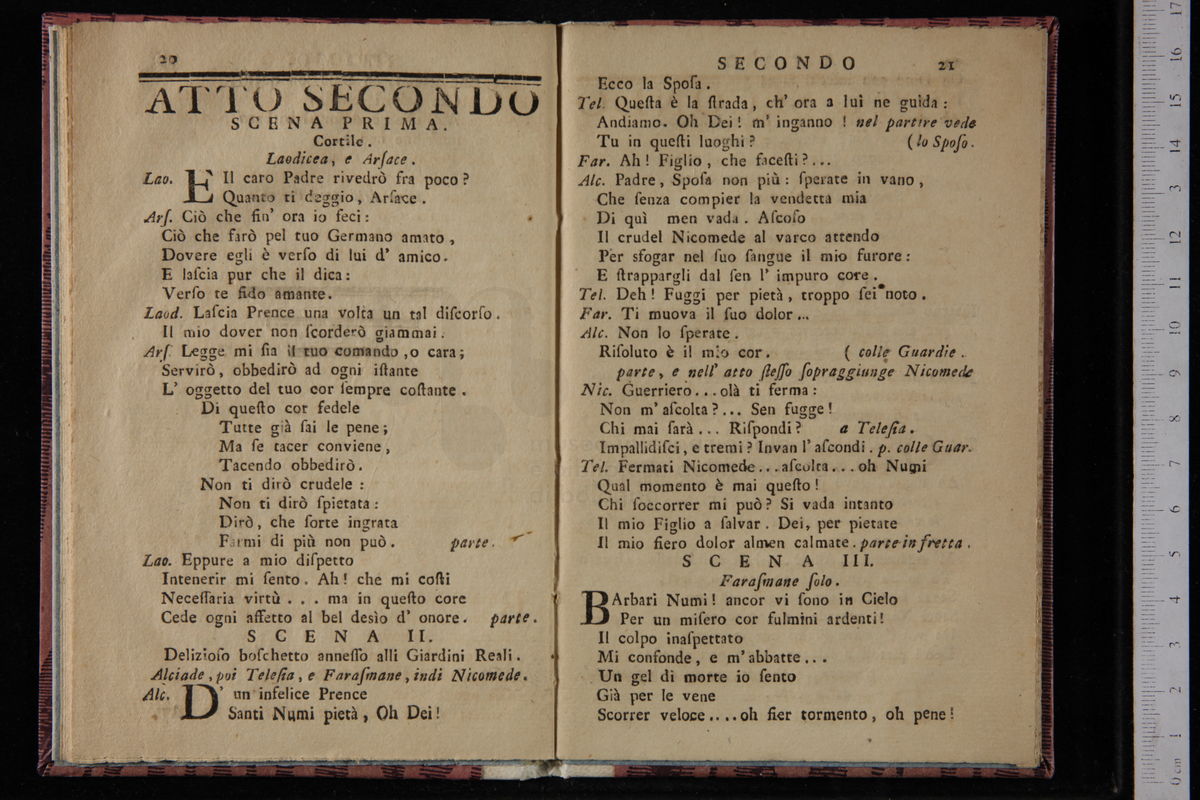 20
ATTO SECONDO
SCENA PRIMA.
Cortile.
Laodicea, e Arſace.
Lao. E' Il caro Padre rivedrò fra poco?
Quanto ti deggio, Arſace.
Arſ. Ciò che ſin' ora io feci:
Ciò che farò pel tuo Germano amato,
Dovere egli è verſo di lui d' amico.
E laſcia pur che il dica:
Verſo te fido amante.
Laod. Laſcia Prence una volta un tal diſcorſo.
Il mio dover non ſcorderò giammai.
Arſ. Legge mi ſia il tuo comando, o cara;
Servirò, obbedirò ad ogni iſtante
L' oggetto del tuo cor ſempre coſtante.
Di queſto cor fedele
Tutte già ſai le pene;
Ma ſe tacer conviene,
Tacendo obbedirò.
Non ti dirò crudele:
Non ti dirò ſpietata:
Dirò, che ſorte ingrata
Farmi di più non può. parte.
Lao. Eppure a mio diſpetto
Intenerir mi ſento. Ah! che mi coſti
Neceſſaria virtù . . . ma in queſto core
Cede ogni affetto al bel desìo d' onore. parte.
SCENA II.
Deliziofo boſchetto anneſſo alli Giardini Reali.
Alciade, poi Teleſia, e Faraſmane, indi Nicomede.
Alc. D' un infelice Prence
Santi Numi pietà, Oh Dei!
SECONDO 21
Ecco la Spoſa.
Tel. Queſta è la ſtrada, ch' ora a lui ne guida:
Andiamo. Oh Dei! m' inganno! nel partire vede
Tu in queſti luoghi? (lo Spoſo.
Far. Ah! Figlio, che faceſti?...
Alc. Padre, Spoſa non più: ſperate in vano,
Che ſenza compier la vendetta mia
Di quì men vada. Aſcoſo
Il crudel Nicomede al varco attendo
Per sfogar nel ſuo ſangue il mio furore:
E ſtrappargli dal ſen l' impuro core.
Tel. Deh! Fuggi per pietà, troppo ſei noto.
Far. Ti muova il ſuo dolor...
Alc. Non lo ſperate.
Riſoluto è il mio cor. ( colle Guardie.
parte, e nell' atto ſteſſo ſopraggiunge Nicomede
Nic. Guerriero...olà ti ferma:
Non m' aſcolta?... Sen fugge!
Chi mai ſarà... Riſpondi? a Teleſia.
Impallidiſci, e tremi? Invan l' aſcondi. p. colle Guar.
Tel. Fermati Nicomede...aſcolta...oh Numi
Qual momento è mai queſto!
Chi ſoccorrer mi può? Si vada intanto
Il mio Figlio a ſalvar. Dei, per pietate
Il mio fiero dolor almen calmate. parte in fretta.
SCENA III.
Faraſmane ſolo.
BArbari Numi! ancor vi ſono in Cielo
Per un miſero cor fulmini ardenti!
Il colpo inaſpettato
Mi confonde, e m'abbatte...
Un gel di morte io ſento
Già per le vene
Scorrer veloce....oh fier tormento, oh pene!